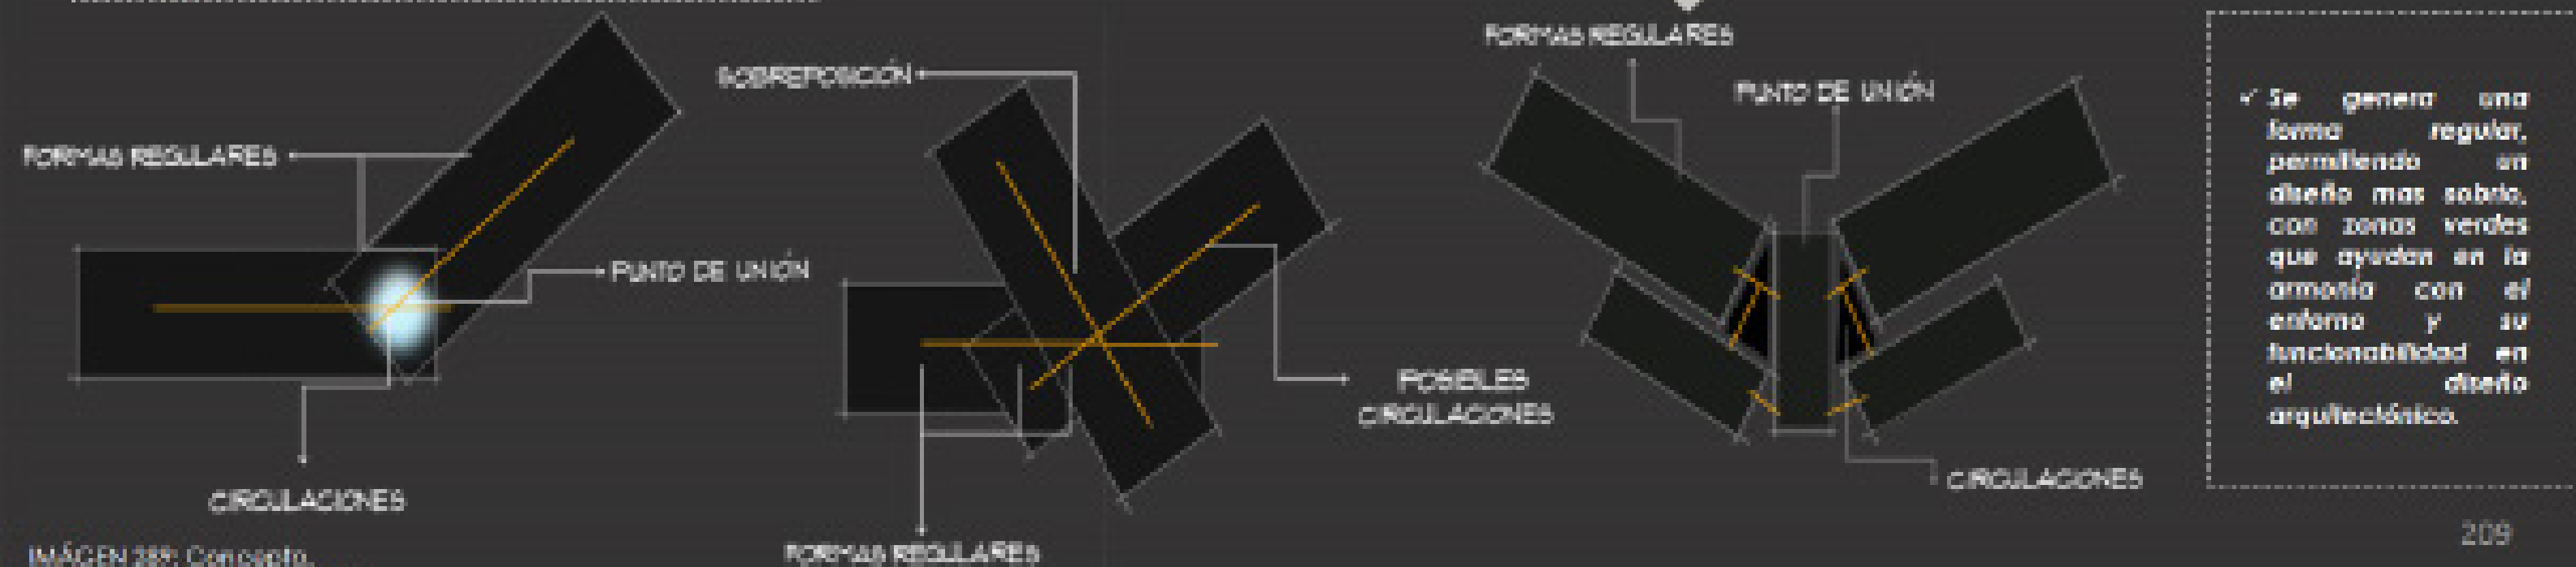 FORMAS REGULARES
PUNTO DE UNIÓN
CIRCULACIONES
SOBREPOSICIÓN
POSIBLES
CIRCULACIONES
FORMAS REGULARES
FORMAS REGULARES
PUNTO DE UNIÓN
CIRCULACIONES
✓ Se genera una
forma regular,
permitiendo un
diseño mas sobrio,
con zonas verdes
que ayudan en la
armonía con el
entorno y su
funcionabilidad en
el diseño
arquitectónico.
IMÁGEN 289: Concepto.
209